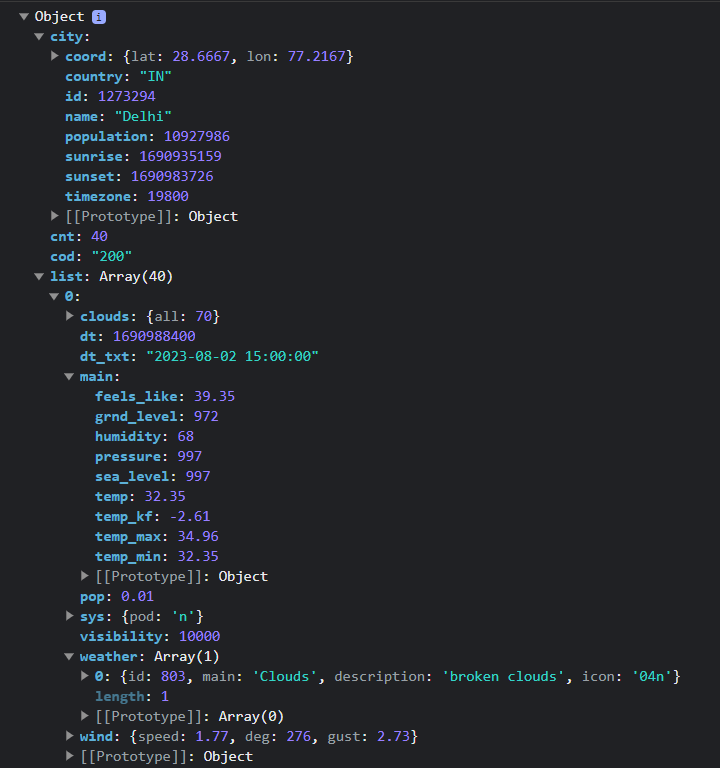 Object i
city:
coord: {lat: 28.6667, lon: 77.2167}
country: "IN"
id: 1273294
name: "Delhi"
population: 10927986
sunrise: 1690935159
sunset: 1690983726
timezone: 19800
[[Prototype]]: Object
cnt: 40
cod: "200"
list: Array(40)
0:
clouds: {all: 70}
dt: 1690988400
dt_txt: "2023-08-02 15:00:00"
main:
feels_like: 39.35
grnd_level: 972
humidity: 68
pressure: 997
sea_level: 997
temp: 32.35
temp_kf: -2.61
temp_max: 34.96
temp_min: 32.35
[[Prototype]]: Object
pop: 0.01
sys: {pod: 'n'}
visibility: 10000
weather: Array(1)
0: {id: 803, main: 'Clouds', description: 'broken clouds', icon: '04n'}
length: 1
[[Prototype]]: Array(0)
wind: {speed: 1.77, deg: 276, gust: 2.73}
[[Prototype]]: Object